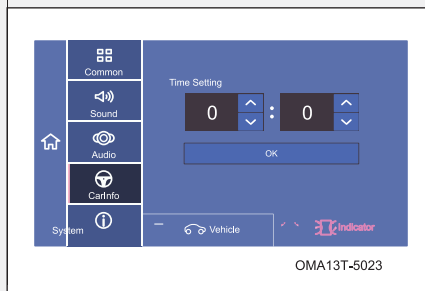 Common
Time Setting
Sound
0 : 0
Audio
OK
CarInfo
System
Vehicle
Indicator
OMA13T-5023